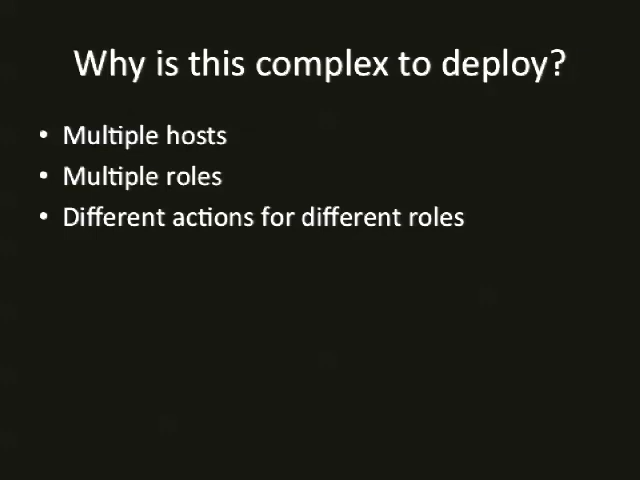 Why is this complex to deploy?
• Multiple hosts
• Multiple roles
• Different actions for different roles